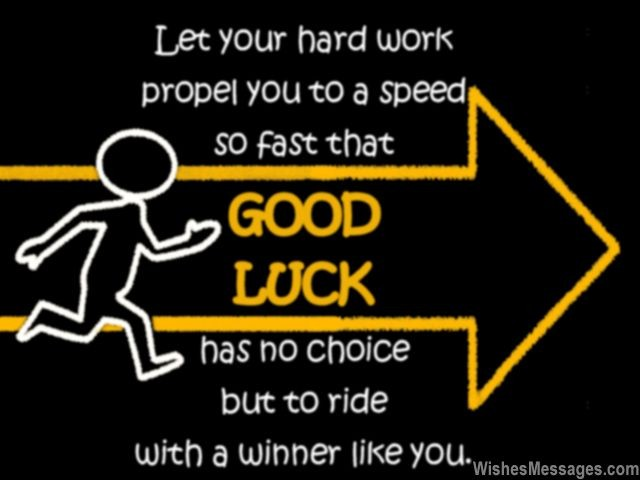 Let your hard work
propel you to a speed
so fast that
GOOD
LUCK
has no choice
but to ride
with a winner like you.
WishesMessages.com